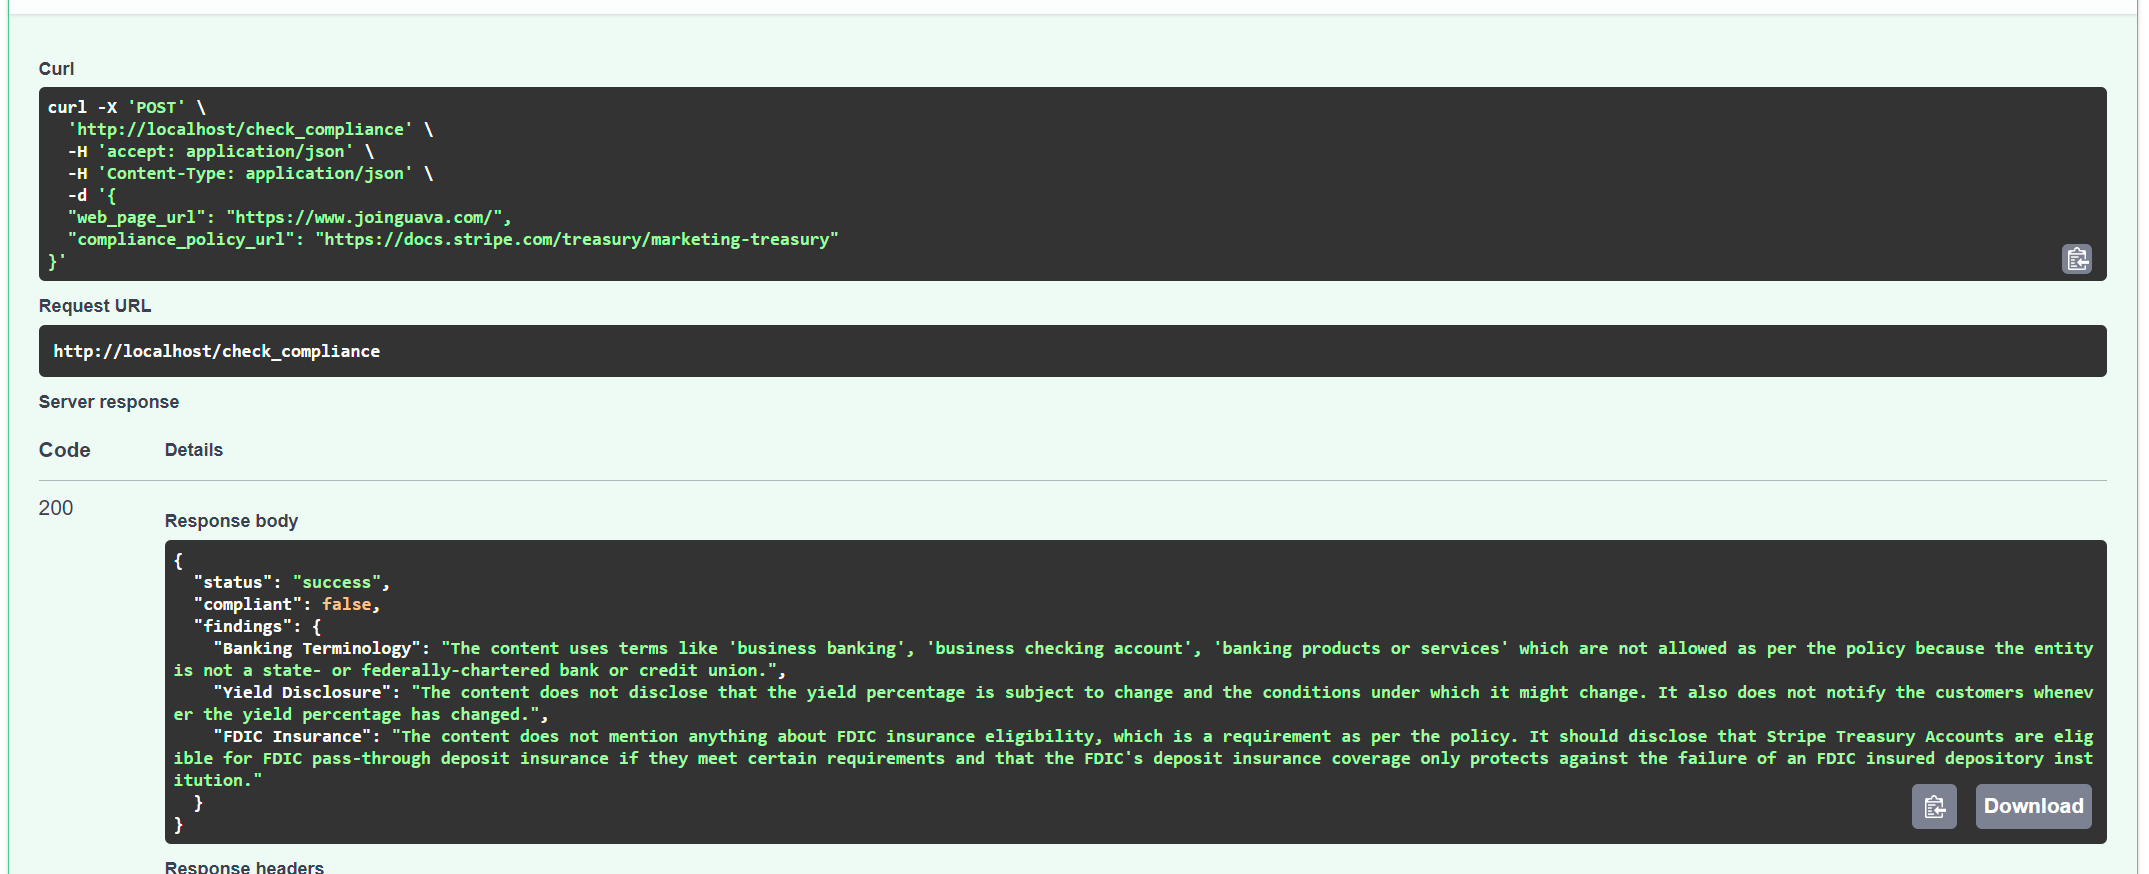 Curl
curl -X 'POST' \
  'http://localhost/check_compliance' \
  -H 'accept: application/json' \
  -H 'Content-Type: application/json' \
  -d '{
  "web_page_url": "https://www.joinguava.com/",
  "compliance_policy_url": "https://docs.stripe.com/treasury/marketing-treasury"
}'
Request URL
http://localhost/check_compliance
Server response
Code Details
200
Response body
{
  "status": "success",
  "compliant": false,
  "findings": {
    "Banking Terminology": "The content uses terms like 'business banking', 'business checking account', 'banking products or services' which are not allowed as per the policy because the entity
is not a state- or federally-chartered bank or credit union.",
    "Yield Disclosure": "The content does not disclose that the yield percentage is subject to change and the conditions under which it might change. It also does not notify the customers whenev
er the yield percentage has changed.",
    "FDIC Insurance": "The content does not mention anything about FDIC insurance eligibility, which is a requirement as per the policy. It should disclose that Stripe Treasury Accounts are elig
ible for FDIC pass-through deposit insurance if they meet certain requirements and that the FDIC's deposit insurance coverage only protects against the failure of an FDIC insured depository inst
itution."
  }
}
Download
Response headers